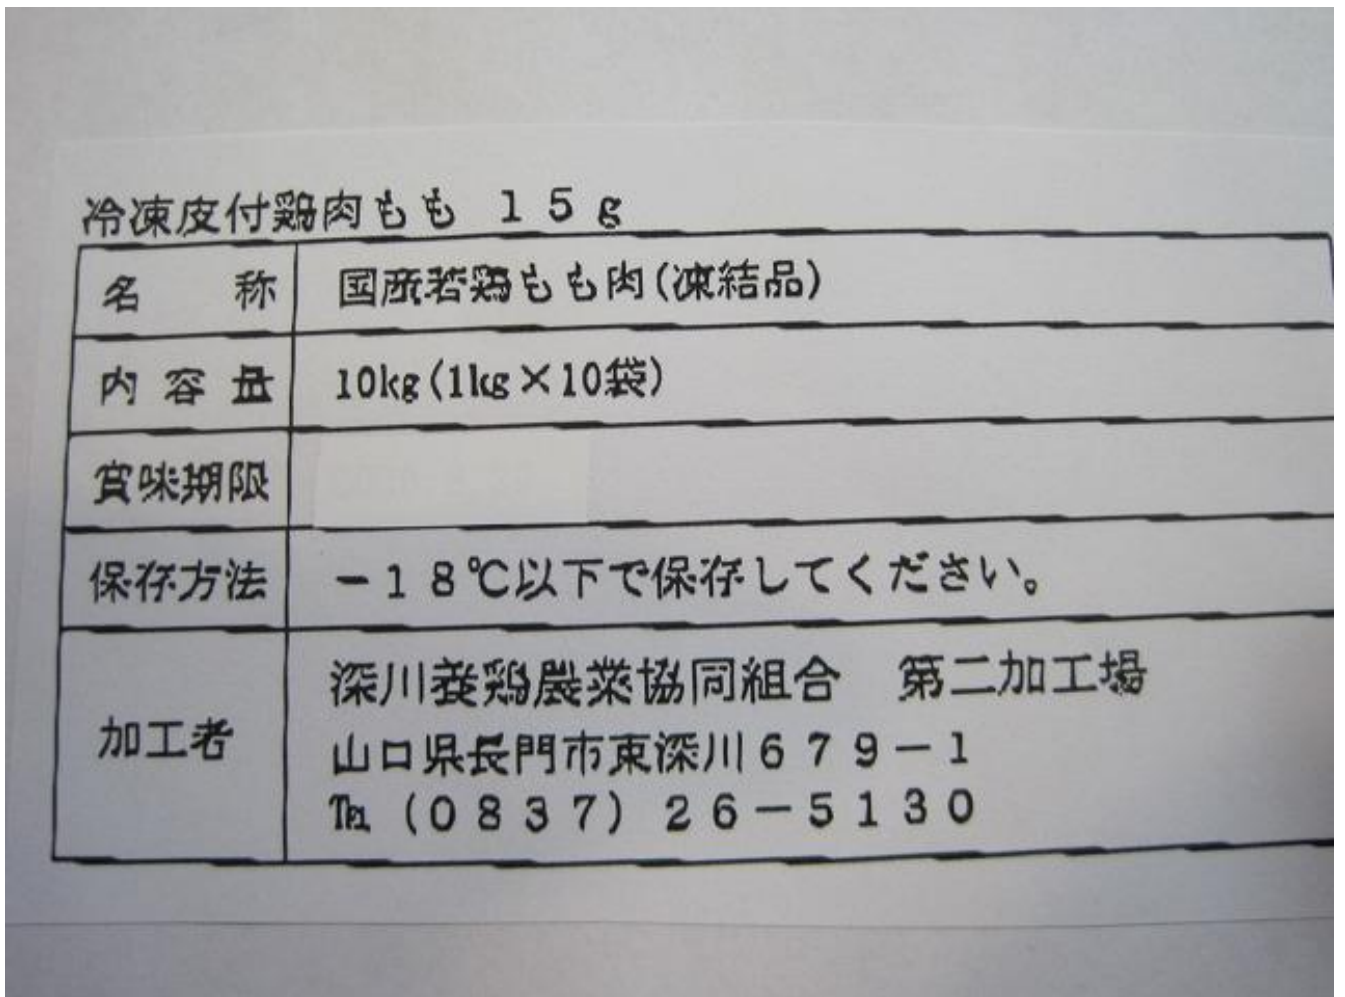 冷凍皮付鶏肉もも １５ｇ
名称 国産若鶏もも肉(凍結品)
内容量 10kg(1kg×10袋)
賞味期限
保存方法 －１８℃以下で保存してください。
加工者 深川養鶏農業協同組合 第二加工場
山口県長門市東深川６７９－１
℡（０８３７）２６－５１３０